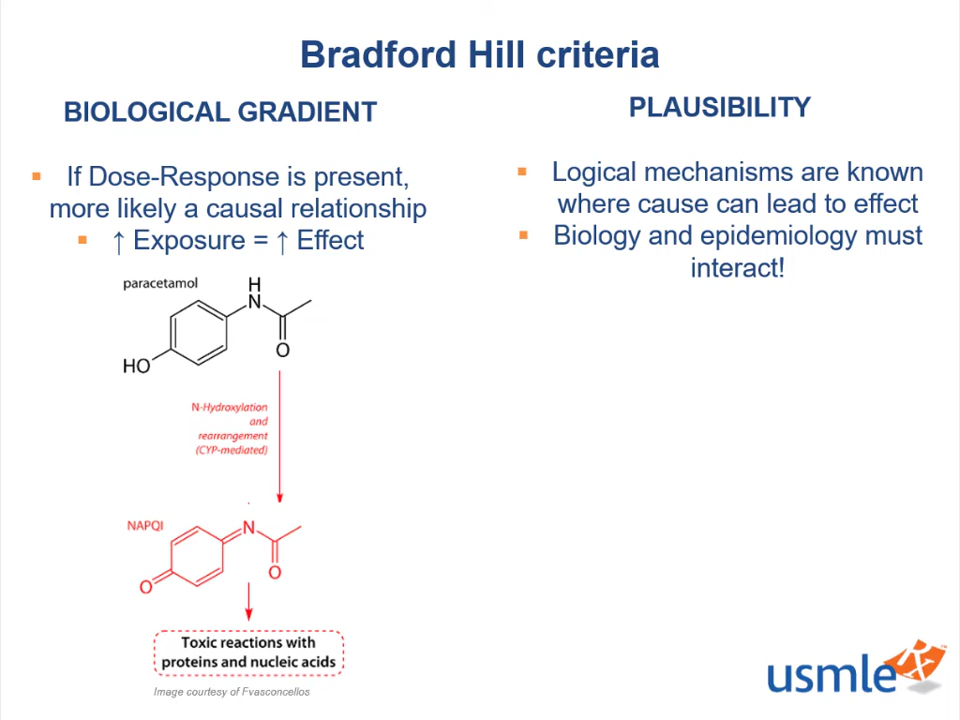 Bradford Hill criteria
BIOLOGICAL GRADIENT
If Dose-Response is present,
more likely a causal relationship
↑ Exposure = ↑ Effect
paracetamol
H
N
O
HO
N-Hydroxylation
and
rearrangement
(CYP-mediated)
NAPQI
N
O
O
Toxic reactions with
proteins and nucleic acids
Image courtesy of Fvasconcellos
PLAUSIBILITY
Logical mechanisms are known
where cause can lead to effect
Biology and epidemiology must
interact!
usmle Rx